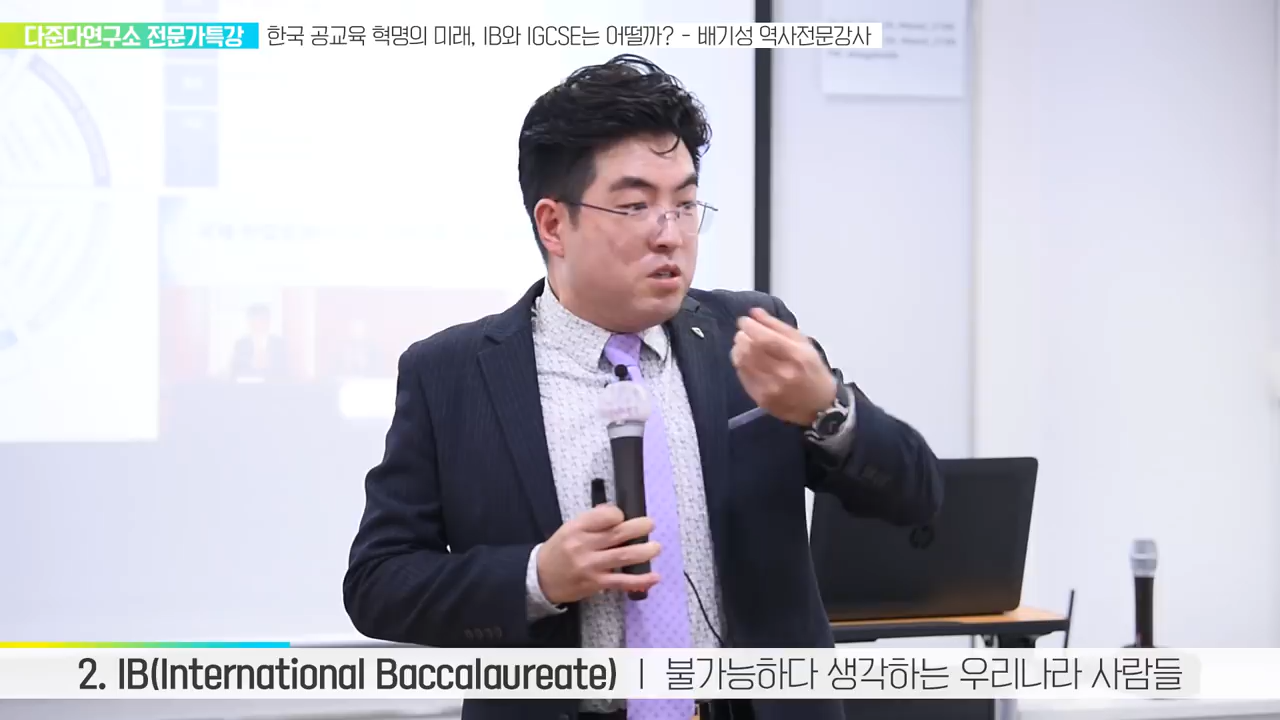 다준다연구소 전문가특강 한국 공교육 혁명의 미래, IB와 IGCSE는 어떨까? - 배기성 역사전문강사
2. IB(International Baccalaureate) | 불가능하다 생각하는 우리나라 사람들